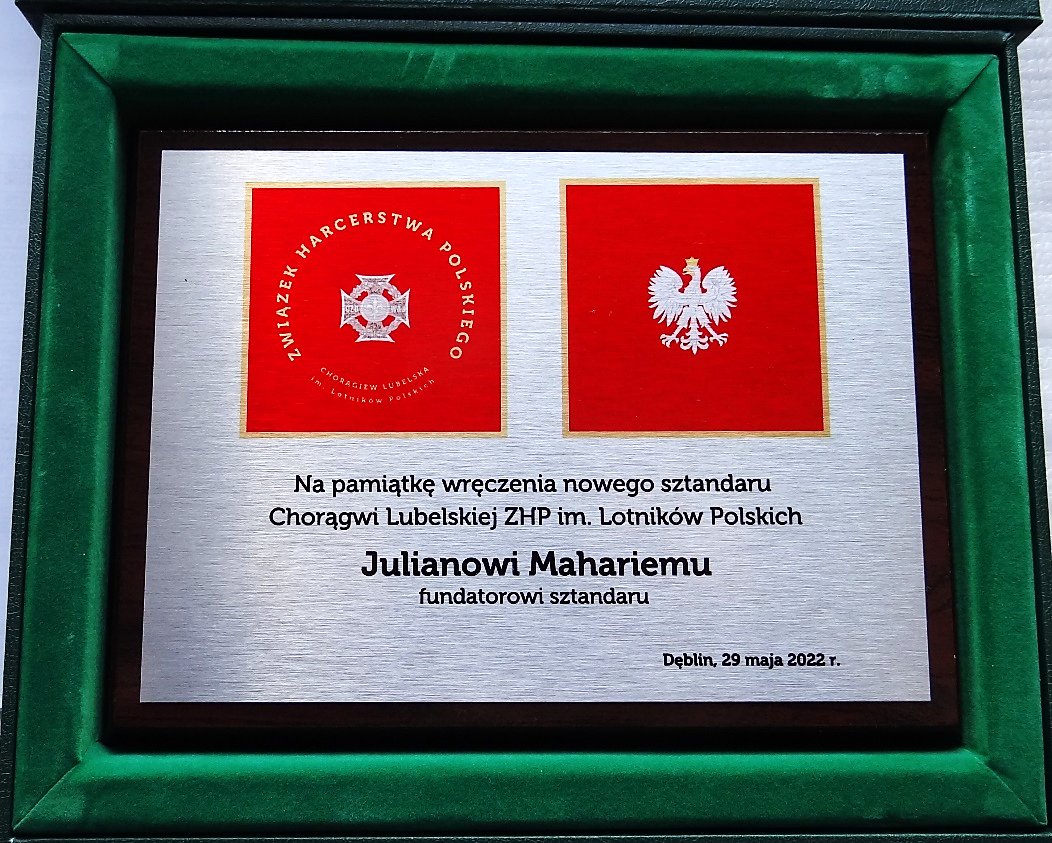 ZWIĄZEK HARCERSTWA POLSKIEGO
CHORĄGIEW LUBELSKA
im. Lotników Polskich
Na pamiątkę wręczenia nowego sztandaru
Chorągwi Lubelskiej ZHP im. Lotników Polskich
Julianowi Mahariemu
fundatorowi sztandaru
Dęblin, 29 maja 2022 r.